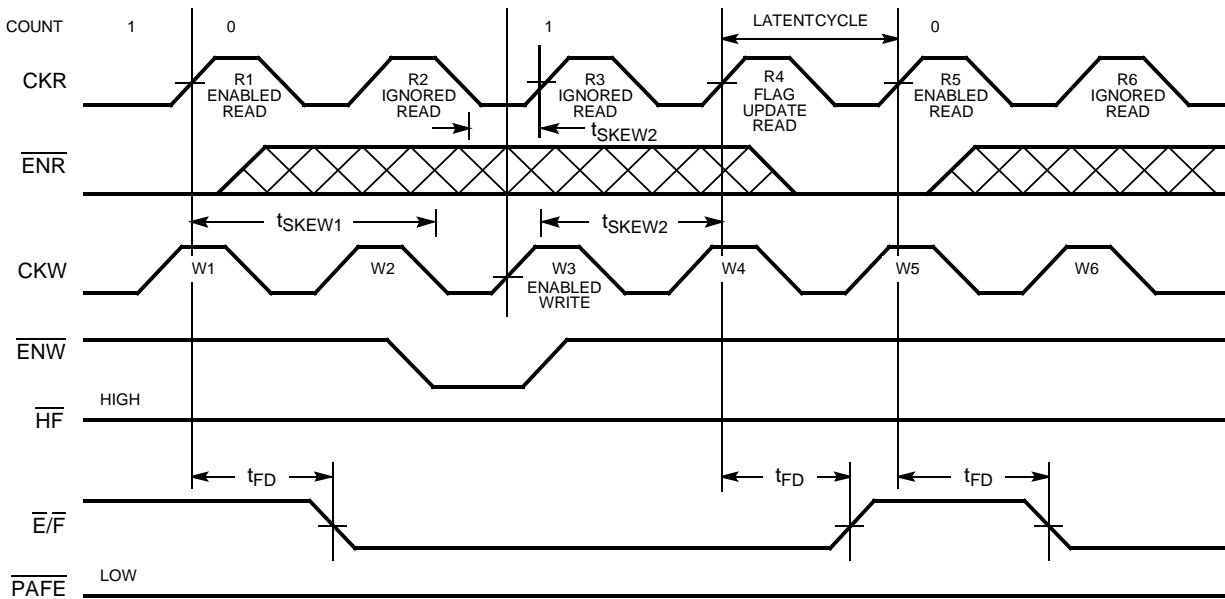 COUNT 1 0 1 LATENTCYCLE 0
CKR
R1 ENABLED READ
R2 IGNORED READ
R3 IGNORED READ
R4 FLAG UPDATE READ
R5 ENABLED READ
R6 IGNORED READ
tSKEW2
ENR
tSKEW1 tSKEW2
CKW
W1
W2
W3 ENABLED WRITE
W4
W5
W6
ENW
HIGH
HF
tFD tFD tFD
E/F
LOW
PAFE